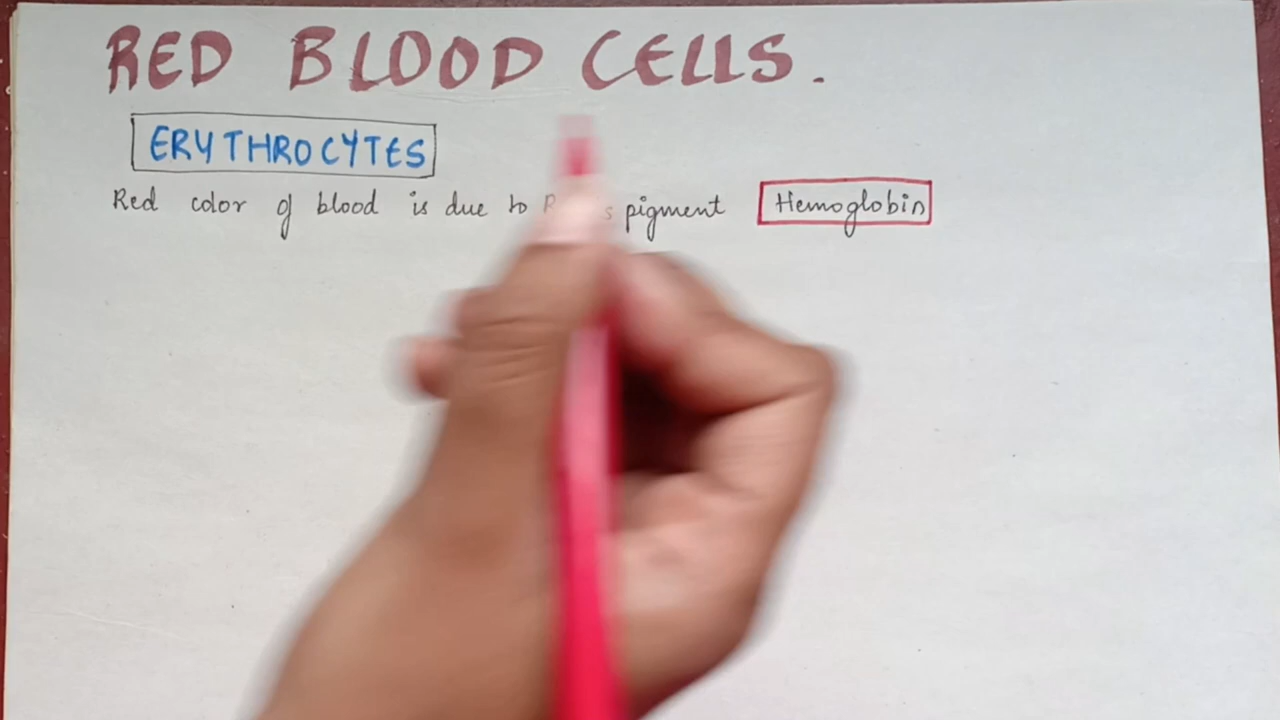 RED BLOOD CELLS.
ERYTHROCYTES
Red color of blood is due to pigment Hemoglobin